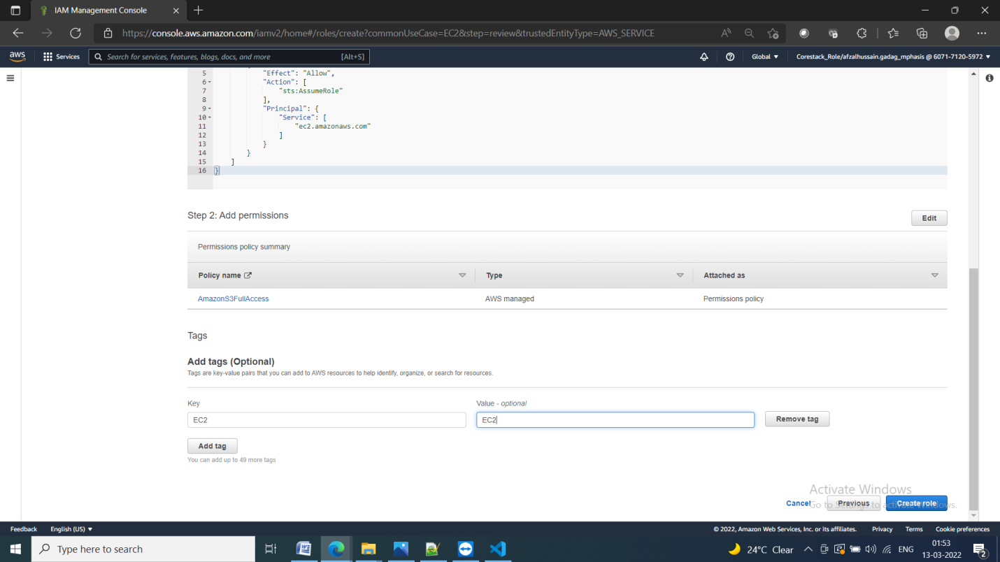 IAM Management Console
https://console.aws.amazon.com/iamv2/home#/roles/create?commonUseCase=EC2&step=review&trustedEntityType=AWS_SERVICE
aws Services Search for services, features, blogs, docs, and more [Alt+S] Global Corestack_Role/afzalhussain.gadag_mphasis @ 6071-7120-5972
5 "Effect": "Allow",
6 "Action": [
7 "sts:AssumeRole"
8 ],
9 "Principal": {
10 "Service": [
11 "ec2.amazonaws.com"
12 ]
13 }
14 }
15 ]
16 }
Step 2: Add permissions
Edit
Permissions policy summary
Policy name Type Attached as
AmazonS3FullAccess AWS managed Permissions policy
Tags
Add tags (Optional)
Tags are key-value pairs that you can add to AWS resources to help identify, organize, or search for resources.
Key Value - optional
EC2 EC2 Remove tag
Add tag
You can add up to 49 more tags
Activate Windows
Go to Settings to activate Windows.
Cancel Previous Create role
Feedback English (US) © 2022, Amazon Web Services, Inc. or its affiliates. Privacy Terms Cookie preferences
Type here to search 24°C Clear ENG 01:53
13-03-2022 2